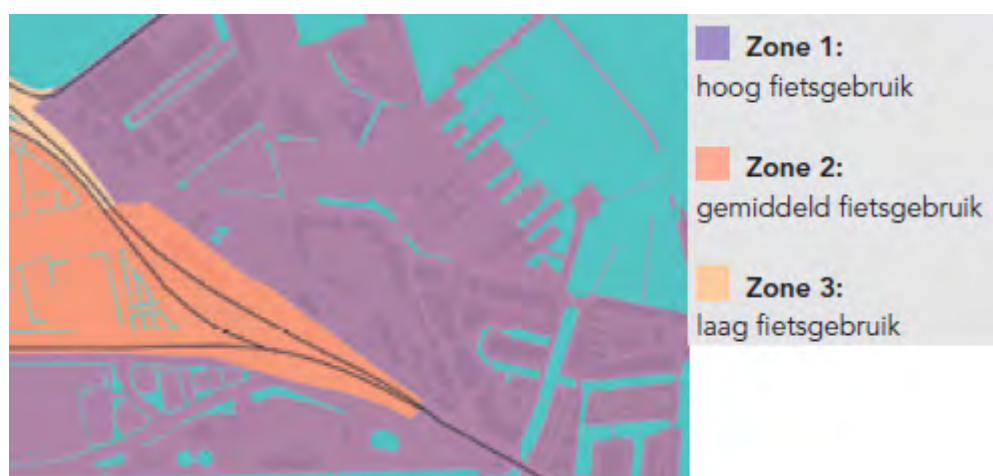 Zone 1:
hoog fietsgebruik
Zone 2:
gemiddeld fietsgebruik
Zone 3:
laag fietsgebruik